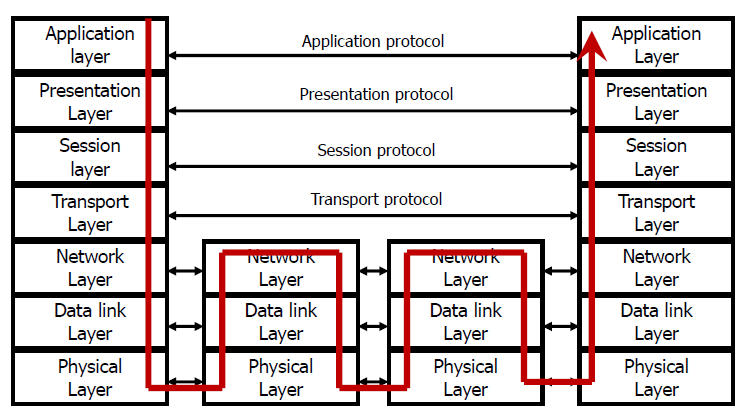 Application
layer
Application protocol
Application
Layer
Presentation
Layer
Presentation protocol
Presentation
Layer
Session
layer
Session protocol
Session
Layer
Transport
Layer
Transport protocol
Transport
Layer
Network
Layer
Network
Layer
Network
Layer
Network
Layer
Data link
Layer
Data link
Layer
Data link
Layer
Data link
Layer
Physical
Layer
Physical
Layer
Physical
Layer
Physical
Layer